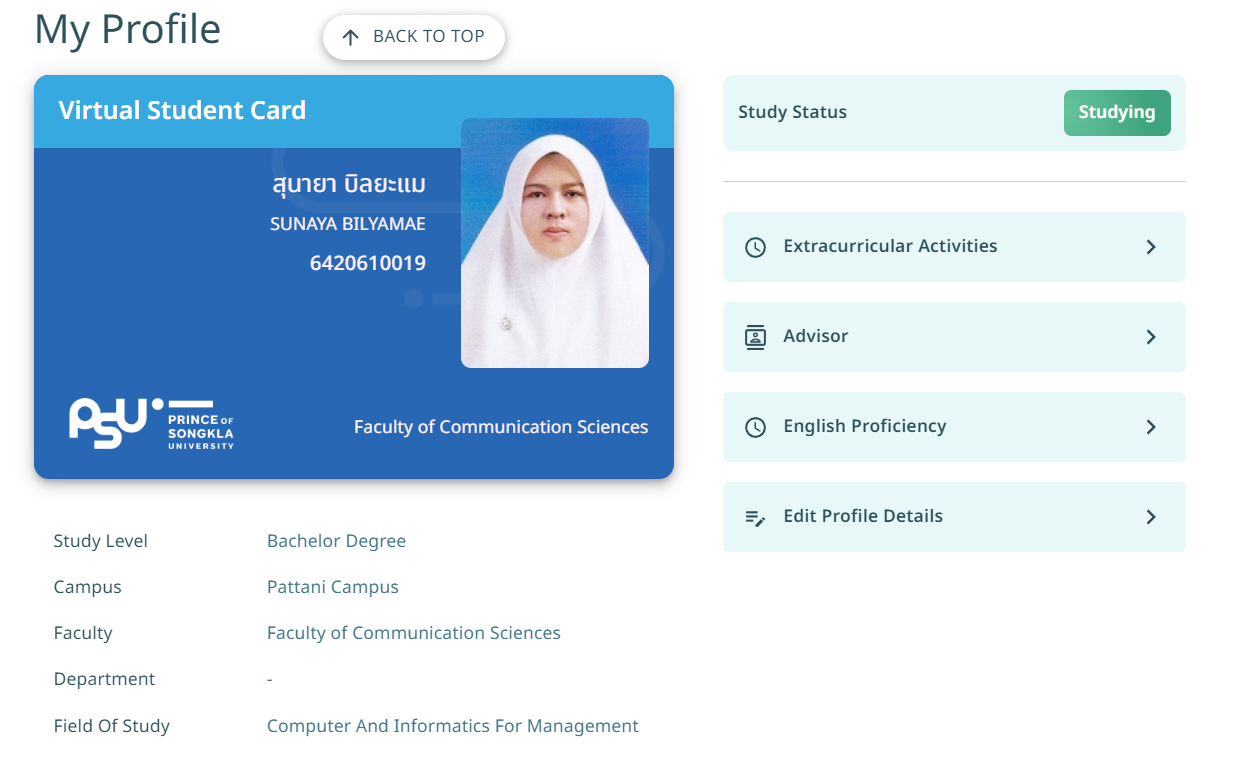 My Profile
BACK TO TOP
Virtual Student Card
สุนายา บิลยะแม
SUNAYA BILYAMAE
6420610019
PSU
PRINCE OF
SONGKLA
UNIVERSITY
Faculty of Communication Sciences
Study Level Bachelor Degree
Campus Pattani Campus
Faculty Faculty of Communication Sciences
Department -
Field Of Study Computer And Informatics For Management
Study Status Studying
Extracurricular Activities
Advisor
English Proficiency
Edit Profile Details